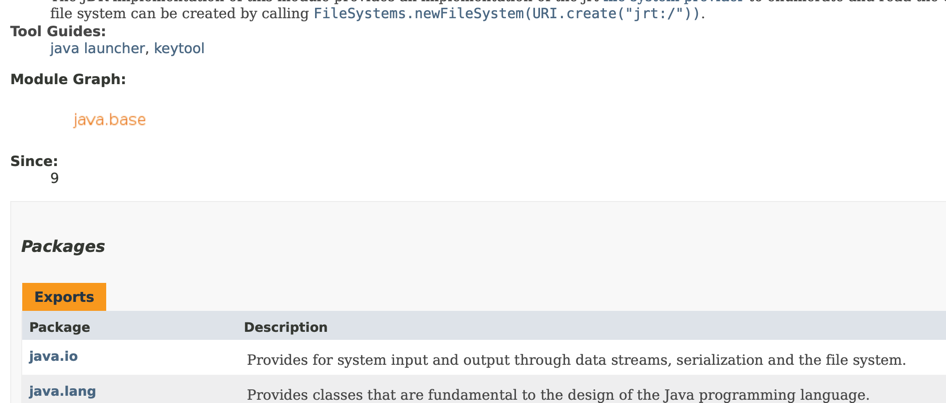 file system can be created by calling FileSystems.newFileSystem(URI.create("jrt:/")).
Tool Guides:
java launcher, keytool
Module Graph:
java.base
Since:
9
Packages
Exports
Package Description
java.io Provides for system input and output through data streams, serialization and the file system.
java.lang Provides classes that are fundamental to the design of the Java programming language.